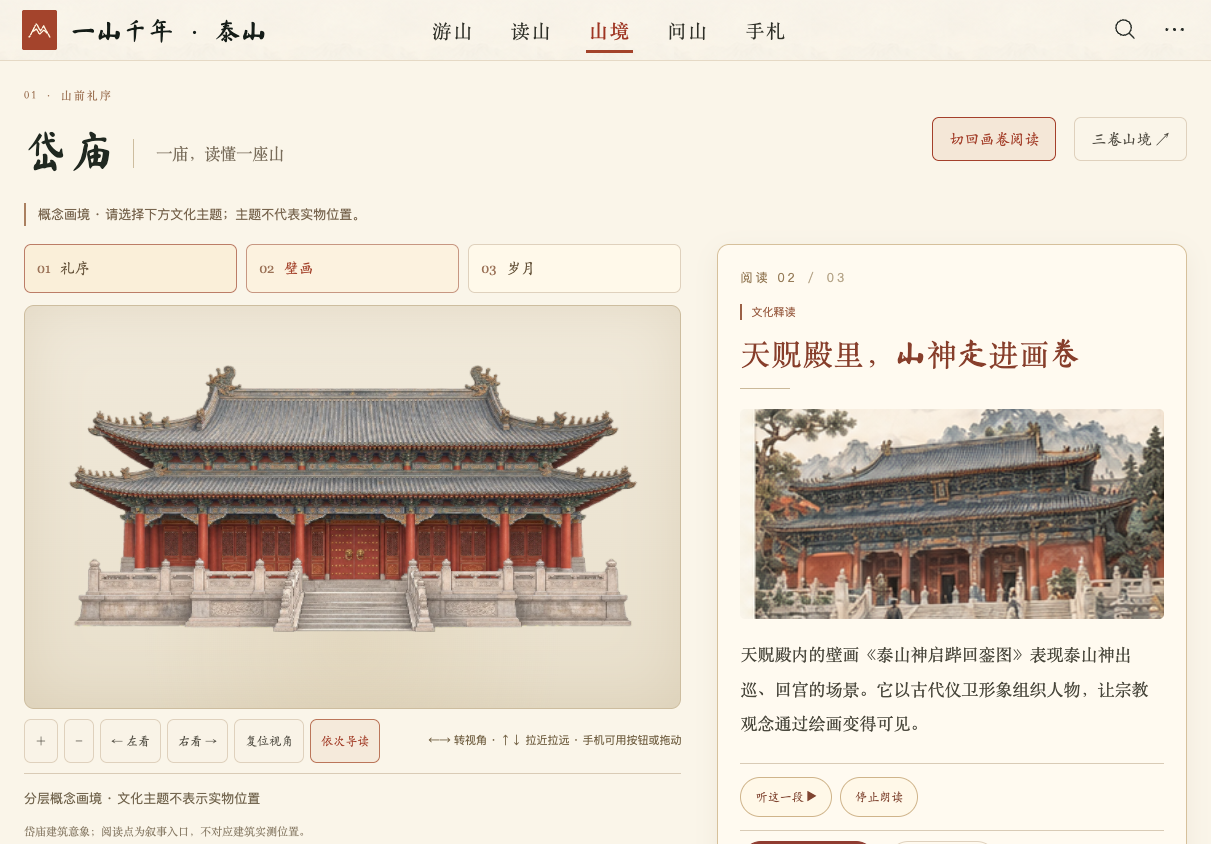 一山千年 · 泰山
游山 读山 山境 问山 手札
01 · 山前礼序
岱庙
一庙，读懂一座山
切回画卷阅读
三卷山境 ↗
概念画境 · 请选择下方文化主题；主题不代表实物位置。
01 礼序
02 壁画
03 岁月
+
−
← 左看
右看 →
复位视角
依次导读
←→ 转视角 · ↑↓ 拉近拉远 · 手机可用按钮或拖动
分层概念画境 · 文化主题不表示实物位置
岱庙建筑意象；阅读点为叙事入口，不对应建筑实测位置。
阅读 02 / 03
文化释读
天贶殿里，山神走进画卷
天贶殿内的壁画《泰山神启跸回銮图》表现泰山神出
巡、回宫的场景。它以古代仪卫形象组织人物，让宗教
观念通过绘画变得可见。
听这一段 ▶
停止朗读